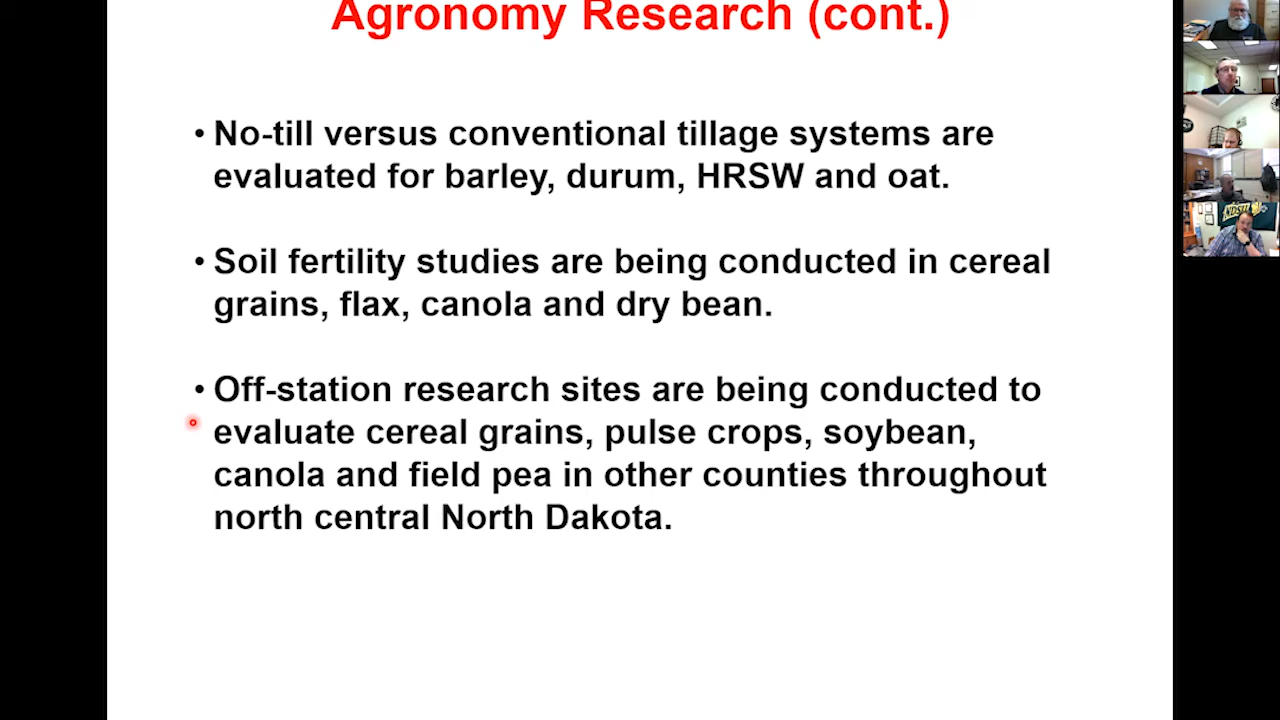 Agronomy Research (cont.)
• No-till versus conventional tillage systems are
evaluated for barley, durum, HRSW and oat.
• Soil fertility studies are being conducted in cereal
grains, flax, canola and dry bean.
• Off-station research sites are being conducted to
evaluate cereal grains, pulse crops, soybean,
canola and field pea in other counties throughout
north central North Dakota.
NDSU